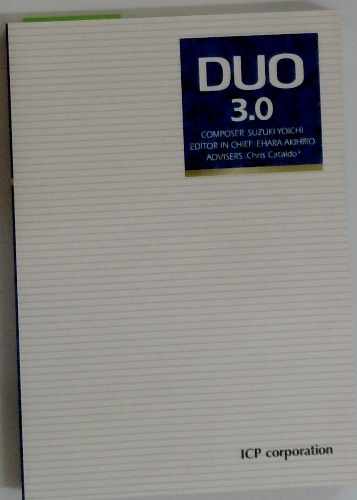 DUO
3.0
COMPOSER SUZUKI YOICHI
EDITOR IN CHIEF EHARA AKIHIRO
ADVISERS Chris Cataldo
ICP corporation